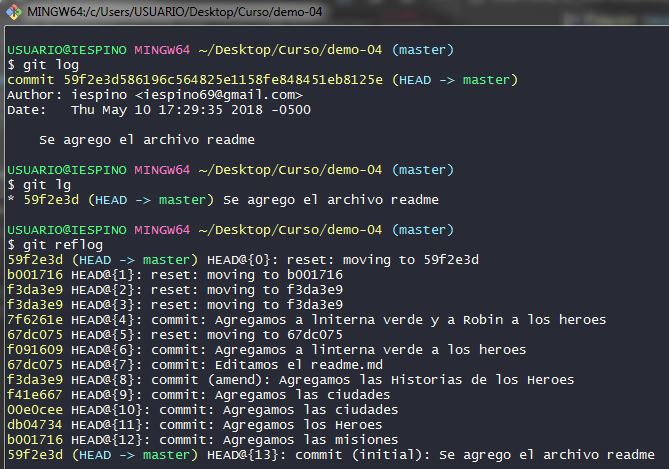 MINGW64:/c/Users/USUARIO/Desktop/Curso/demo-04
USUARIO@IESPINO MINGW64 ~/Desktop/Curso/demo-04 (master)
$ git log
commit 59f2e3d586196c564825e1158fe848451eb8125e (HEAD -> master)
Author: iespino <iespino69@gmail.com>
Date:   Thu May 10 17:29:35 2018 -0500
Se agrego el archivo readme
USUARIO@IESPINO MINGW64 ~/Desktop/Curso/demo-04 (master)
$ git lg
* 59f2e3d (HEAD -> master) Se agrego el archivo readme
USUARIO@IESPINO MINGW64 ~/Desktop/Curso/demo-04 (master)
$ git reflog
59f2e3d (HEAD -> master) HEAD@{0}: reset: moving to 59f2e3d
b001716 HEAD@{1}: reset: moving to b001716
f3da3e9 HEAD@{2}: reset: moving to f3da3e9
f3da3e9 HEAD@{3}: reset: moving to f3da3e9
7f6261e HEAD@{4}: commit: Agregamos a lniterna verde y a Robin a los heroes
67dc075 HEAD@{5}: reset: moving to 67dc075
f091609 HEAD@{6}: commit: Agregamos a linterna verde a los heroes
67dc075 HEAD@{7}: commit: Editamos el readme.md
f3da3e9 HEAD@{8}: commit (amend): Agregamos las Historias de los Heroes
f41e667 HEAD@{9}: commit: Agregamos las ciudades
00e0cee HEAD@{10}: commit: Agregamos las ciudades
db04734 HEAD@{11}: commit: Agregamos los Heroes
b001716 HEAD@{12}: commit: Agregamos las misiones
59f2e3d (HEAD -> master) HEAD@{13}: commit (initial): Se agrego el archivo readme